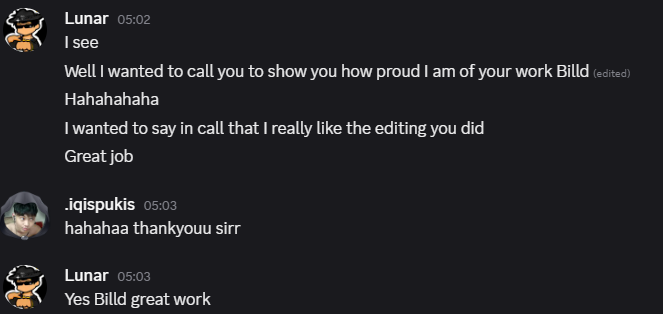 Lunar 05:02
I see
Well I wanted to call you to show you how proud I am of your work Billd (edited)
Hahahahaha
I wanted to say in call that I really like the editing you did
Great job
.iqispukis 05:03
hahahaa thankyouu sirr
Lunar 05:03
Yes Billd great work